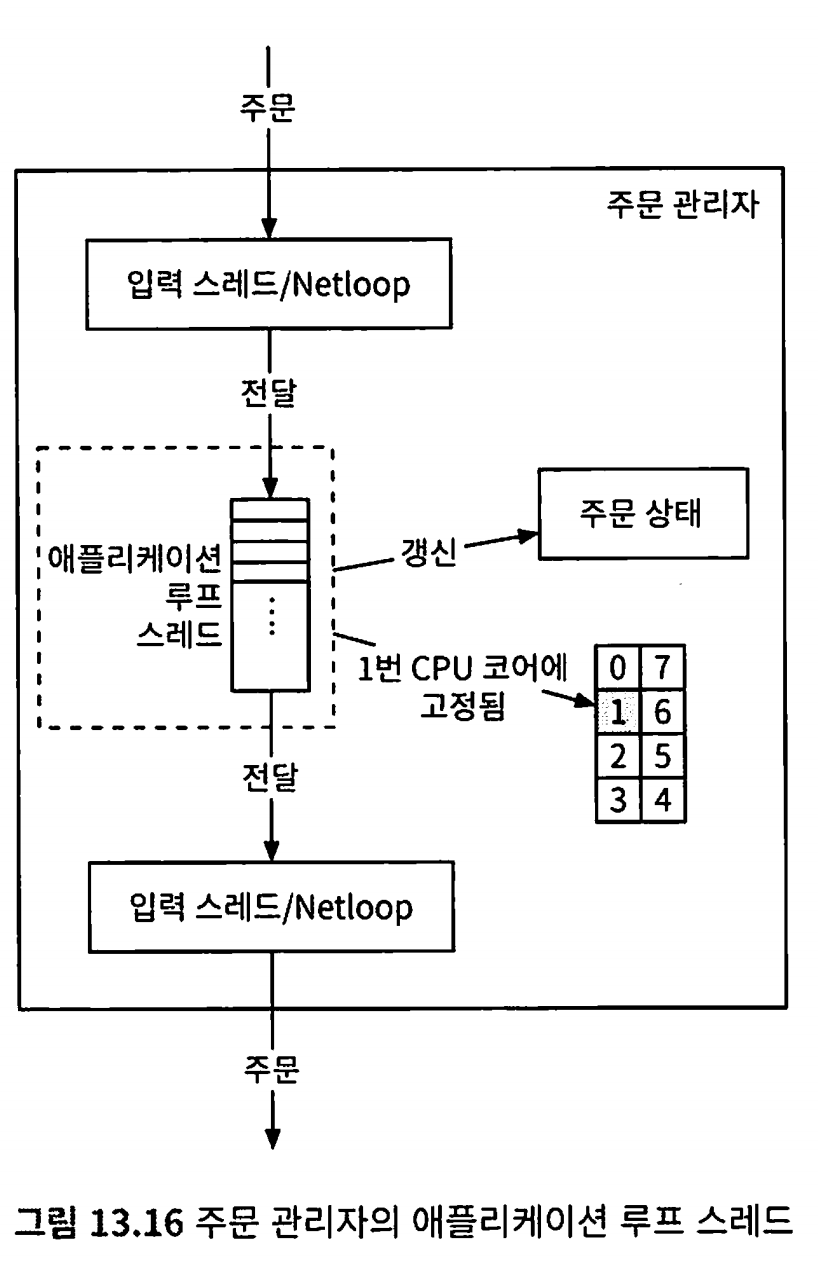 주문
주문 관리자
입력 스레드/Netloop
전달
애플리케이션
루프
스레드
갱신
주문 상태
1번 CPU 코어에
고정됨
0 7
1 6
2 5
3 4
전달
입력 스레드/Netloop
주문
그림 13.16 주문 관리자의 애플리케이션 루프 스레드